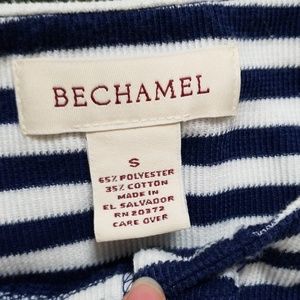 BECHAMEL
S
65% POLYESTER
35% COTTON
MADE IN
EL SALVADOR
RN 20372
CARE OVER